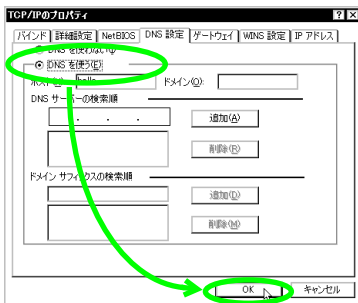 TCP/IPのプロパティ
バインド 詳細設定 NetBIOS DNS 設定 ゲートウェイ WINS 設定 IP アドレス
DNS を使わない(I)
DNS を使う(E)
ドメイン(O):
DNS サーバーの検索順
追加(A)
削除(R)
ドメイン サフィックスの検索順
追加(D)
削除(M)
OK キャンセル